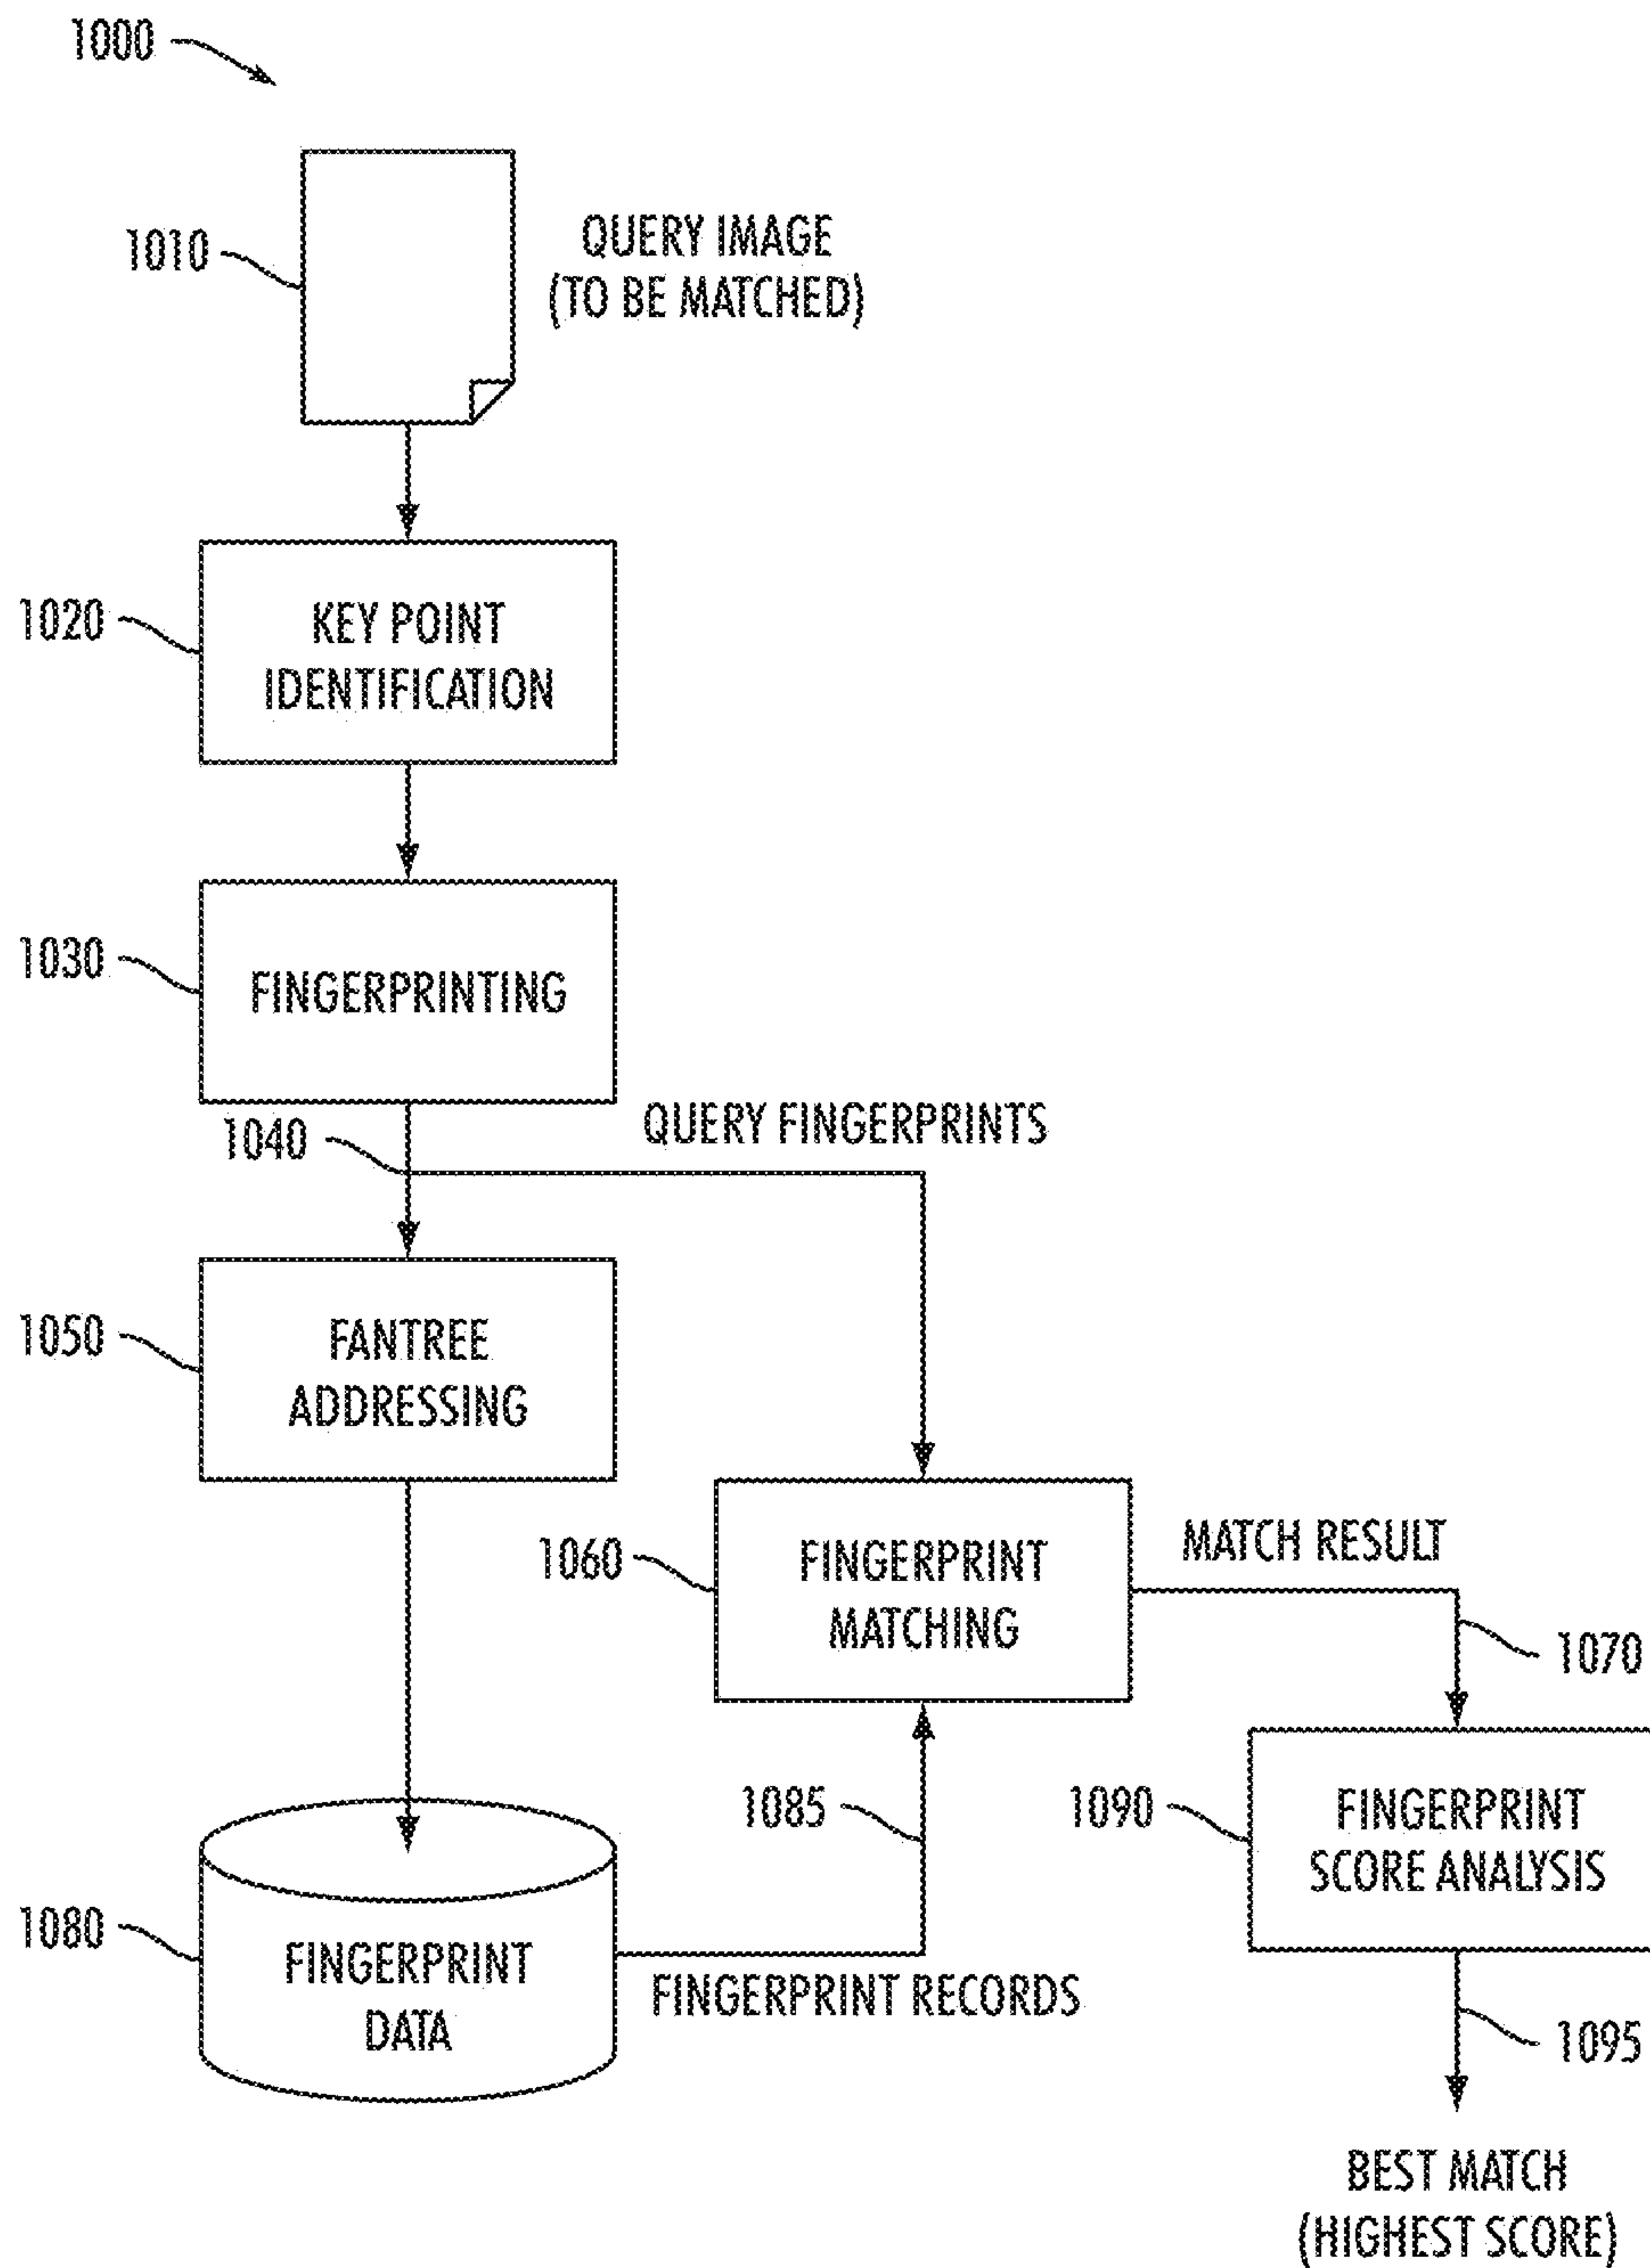 1000
1010
QUERY IMAGE
(TO BE MATCHED)
1020
KEY POINT
IDENTIFICATION
1030
FINGERPRINTING
1040
QUERY FINGERPRINTS
1050
FANTREE
ADDRESSING
1060
FINGERPRINT
MATCHING
MATCH RESULT
1070
1080
FINGERPRINT
DATA
1085
FINGERPRINT RECORDS
1090
FINGERPRINT
SCORE ANALYSIS
1095
BEST MATCH
(HIGHEST SCORE)